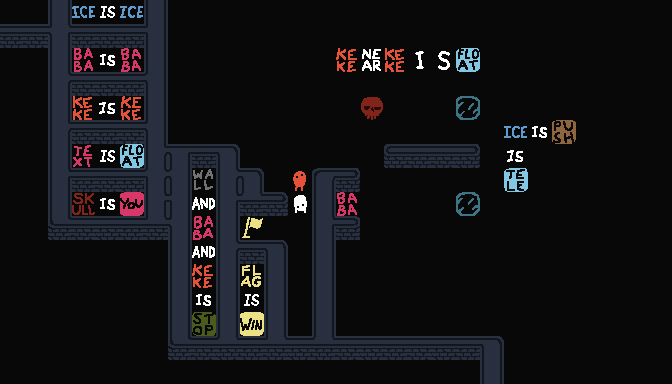 ICE IS ICE
BABA IS BABA
KEKE IS KEKE
TEXT IS FLOAT
SKULL IS YOU
WALL
AND
BABA
AND
KEKE
IS
STOP
FLAG
IS
WIN
BABA
KEKE NEAR KEKE I S FLOAT
ICE IS PUSH
IS
TELE